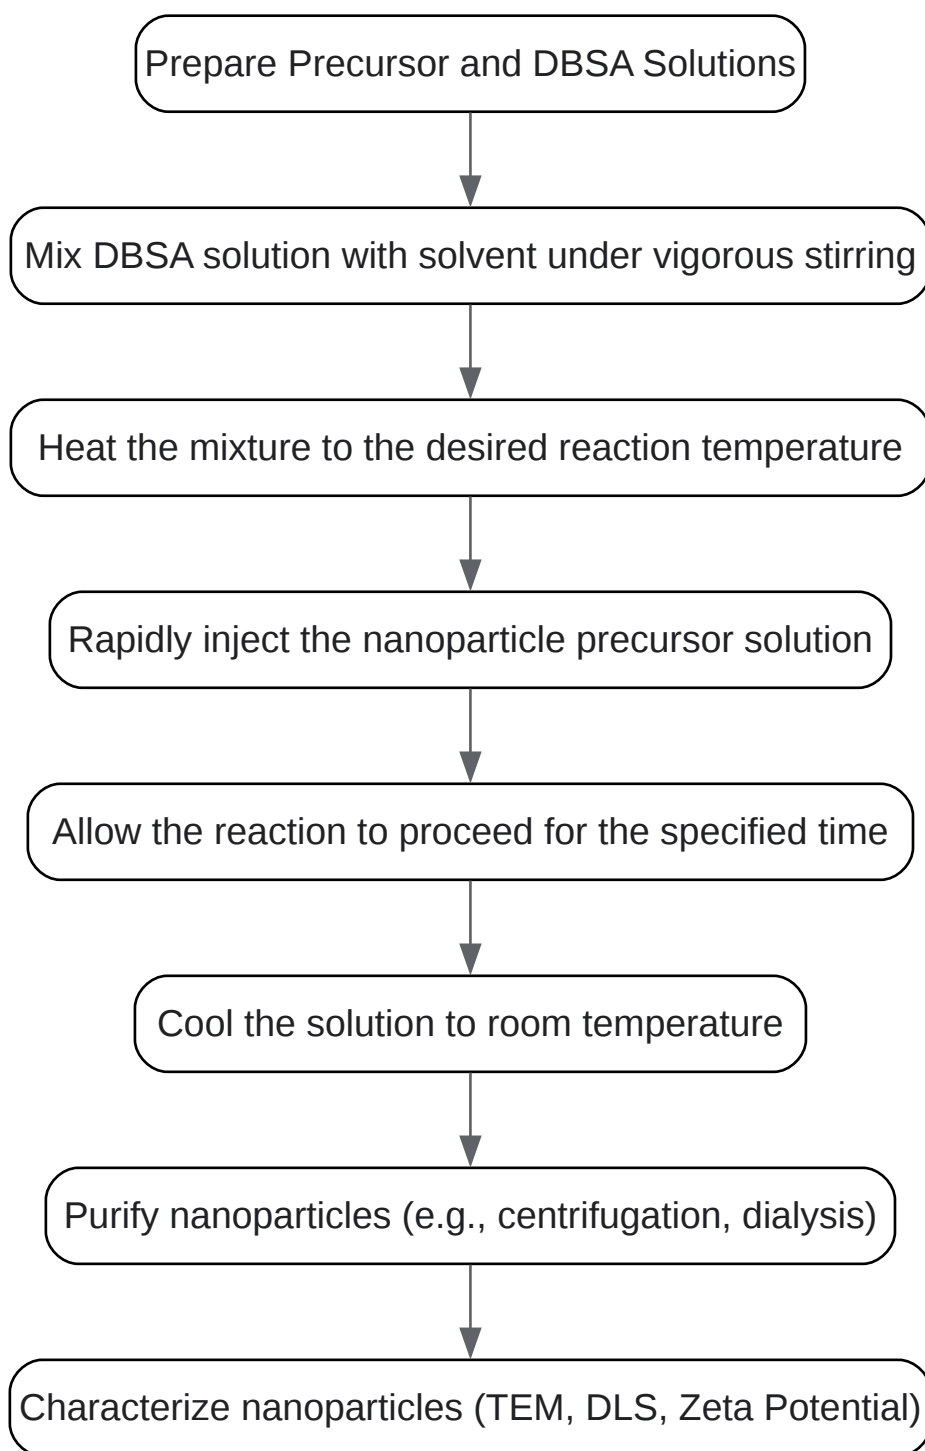 Prepare Precursor and DBSA Solutions
Mix DBSA solution with solvent under vigorous stirring
Heat the mixture to the desired reaction temperature
Rapidly inject the nanoparticle precursor solution
Allow the reaction to proceed for the specified time
Cool the solution to room temperature
Purify nanoparticles (e.g., centrifugation, dialysis)
Characterize nanoparticles (TEM, DLS, Zeta Potential)